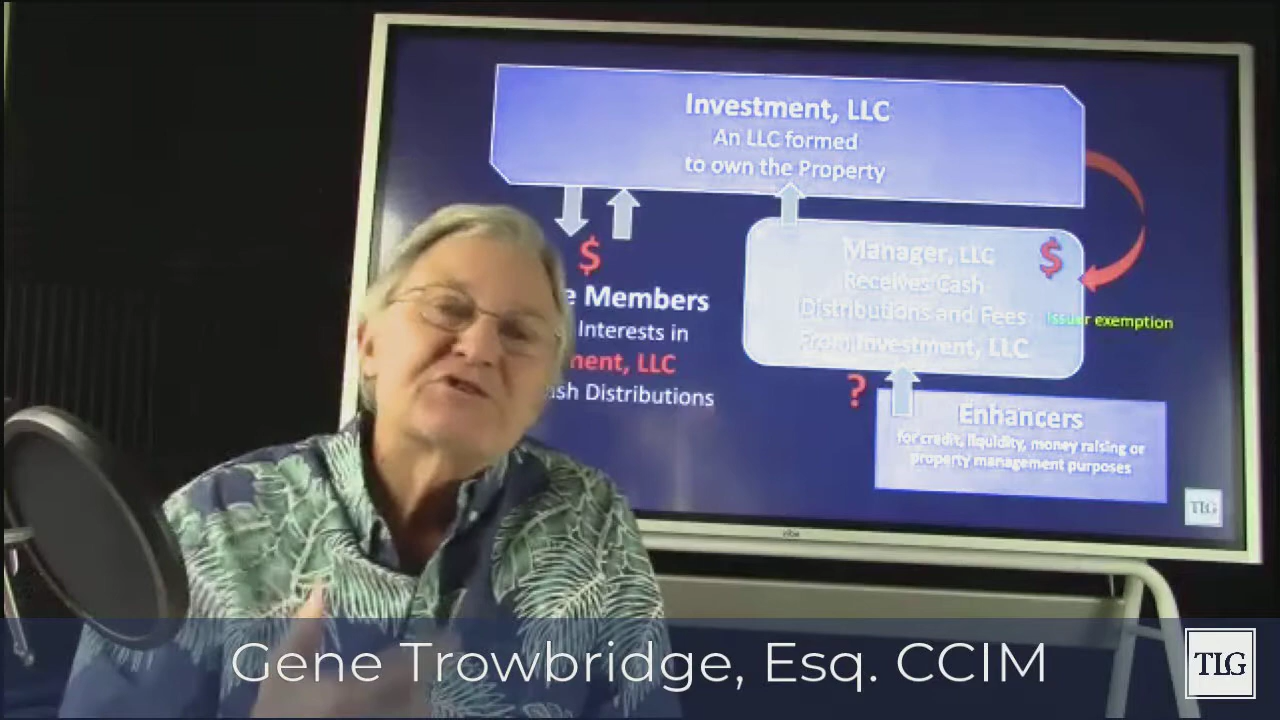 Investment, LLC
An LLC formed
to own the Property
$
e Members
Interests in
ment, LLC
ash Distributions
Manager, LLC
$
Receives Cash
Distributions and Fees
From Investment, LLC
Issuer exemption
?
Enhancers
for credit, liquidity, money raising or
property management purposes
TLG
vibe
Gene Trowbridge, Esq. CCIM
TLG